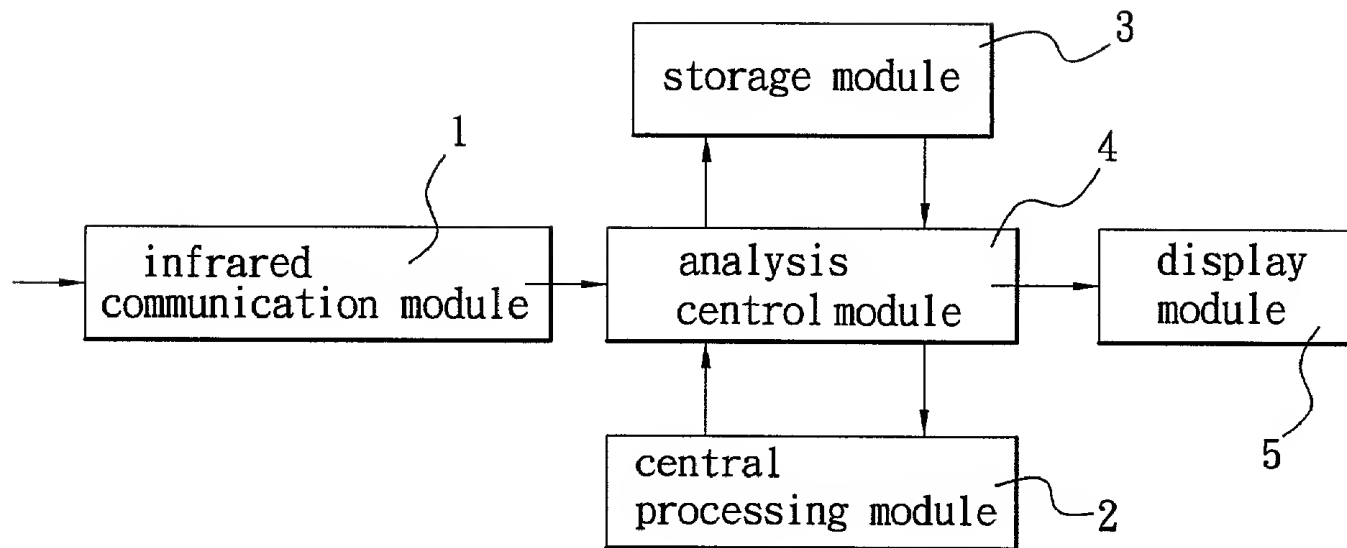 3
storage module
1
4
infrared
communication module
analysis
centrol module
display
module
5
central
processing module
2